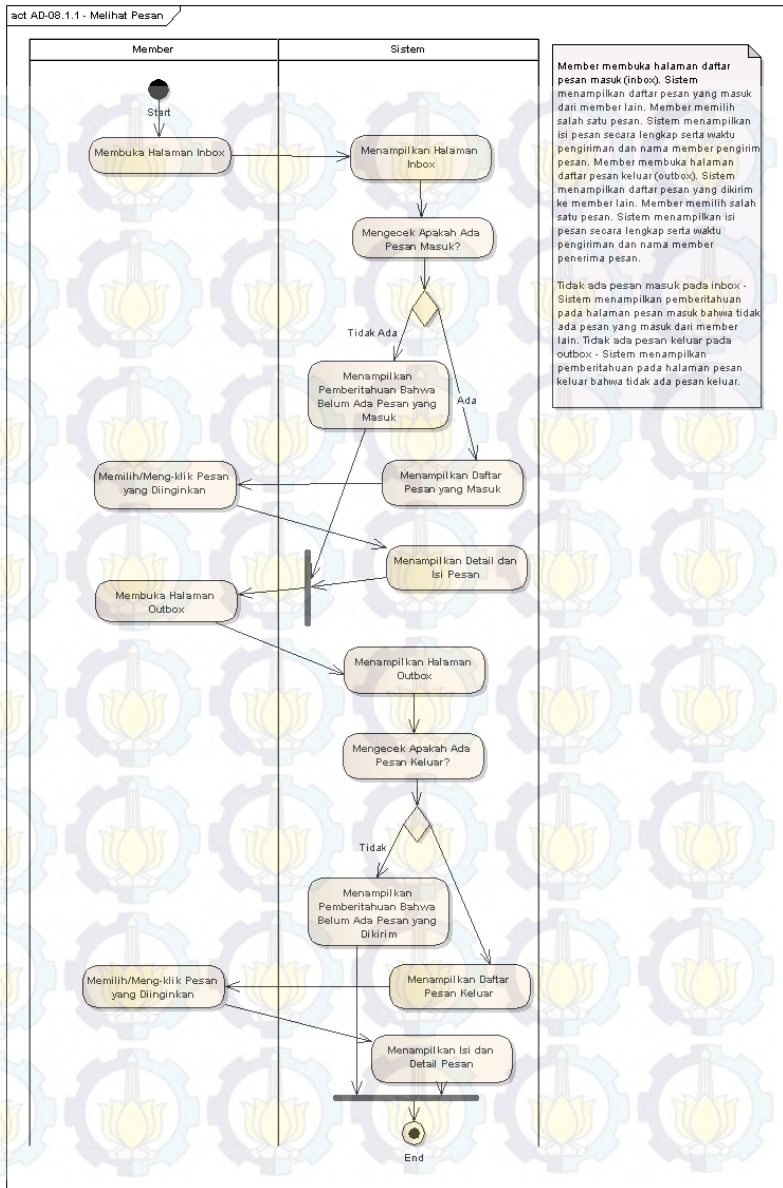 act AD-08.1.1 - Melihat Pesan
Member
Sistem
Start
Membuka Halaman Inbox
Menampilkan Halaman
Inbox
Mengecek Apakah Ada
Pesan Masuk?
Tidak Ada
Ada
Menampilkan
Pemberitahuan Bahwa
Belum Ada Pesan yang
Masuk
Menampilkan Daftar
Pesan yang Masuk
Memilih/Meng-klik Pesan
yang Diinginkan
Menampilkan Detail dan
Isi Pesan
Membuka Halaman
Outbox
Menampilkan Halaman
Outbox
Mengecek Apakah Ada
Pesan Keluar?
Tidak
Menampilkan
Pemberitahuan Bahwa
Belum Ada Pesan yang
Dikirim
Menampilkan Daftar
Pesan Keluar
Memilih/Meng-klik Pesan
yang Diinginkan
Menampilkan Isi dan
Detail Pesan
End
Member membuka halaman daftar
pesan masuk (inbox). Sistem
menampilkan daftar pesan yang masuk
dari member lain. Member memilih
salah satu pesan. Sistem menampilkan
isi pesan secara lengkap serta waktu
pengiriman dan nama member pengirim
pesan. Member membuka halaman
daftar pesan keluar (outbox). Sistem
menampilkan daftar pesan yang dikirim
ke member lain. Member memilih salah
satu pesan. Sistem menampilkan isi
pesan secara lengkap serta waktu
pengiriman dan nama member
penerima pesan.
Tidak ada pesan masuk pada inbox -
Sistem menampilkan pemberitahuan
pada halaman pesan masuk bahwa tidak
ada pesan yang masuk dari member
lain. Tidak ada pesan keluar pada
outbox - Sistem menampilkan
pemberitahuan pada halaman pesan
keluar bahwa tidak ada pesan keluar.